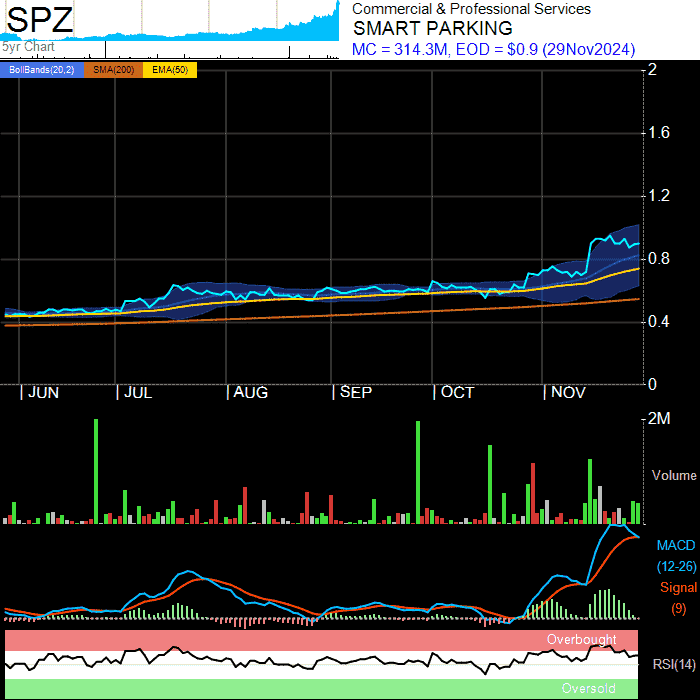 SPZ
5yr Chart
Commercial & Professional Services
SMART PARKING
MC = 314.3M, EOD = $0.9 (29Nov2024)
BollBands(20,2) SMA(200) EMA(50)
2
1.6
1.2
0.8
0.4
0
JUN JUL AUG SEP OCT NOV
2M
Volume
MACD
(12-26)
Signal
(9)
Overbought
RSI(14)
Oversold